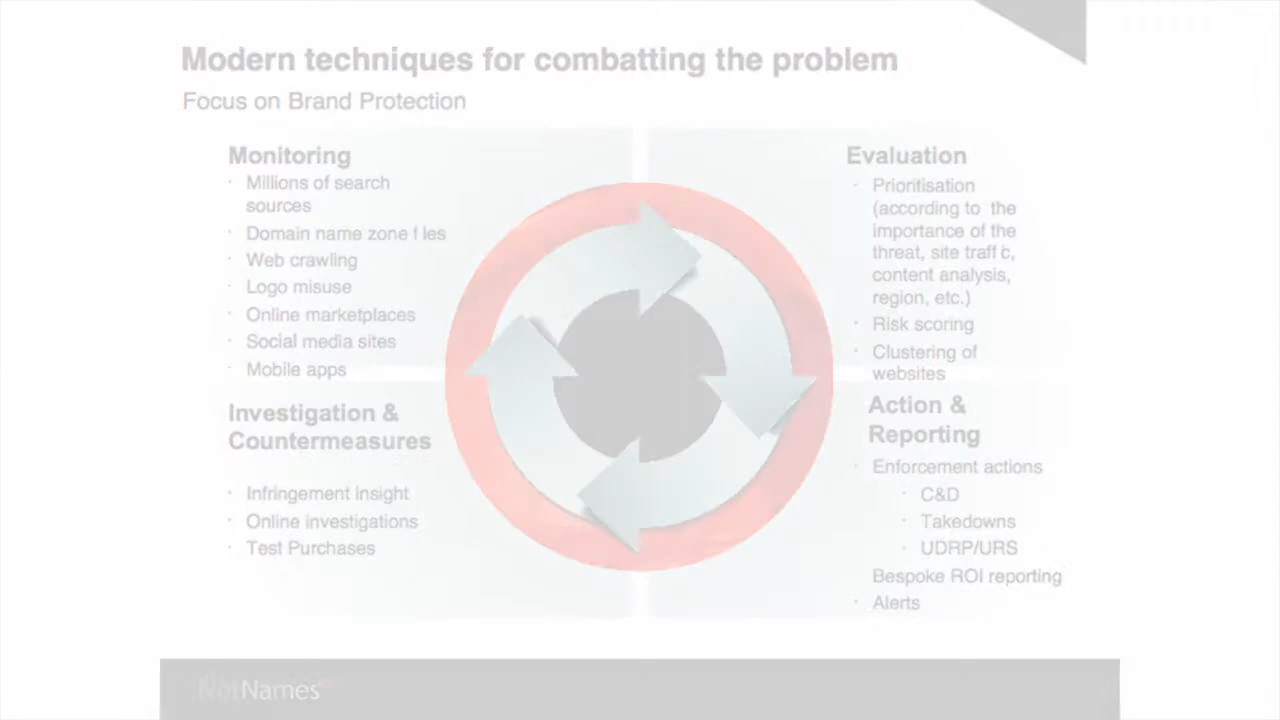 Modern techniques for combatting the problem
Focus on Brand Protection
Monitoring
· Millions of search
sources
· Domain name zone f les
· Web crawling
· Logo misuse
· Online marketplaces
· Social media sites
· Mobile apps
Evaluation
· Prioritisation
(according to the
importance of the
threat, site traff c,
content analysis,
region, etc.)
· Risk scoring
· Clustering of
websites
Investigation &
Countermeasures
· Infringement insight
· Online investigations
· Test Purchases
Action &
Reporting
· Enforcement actions
· C&D
· Takedowns
· UDRP/URS
Bespoke ROI reporting
· Alerts
NetNames